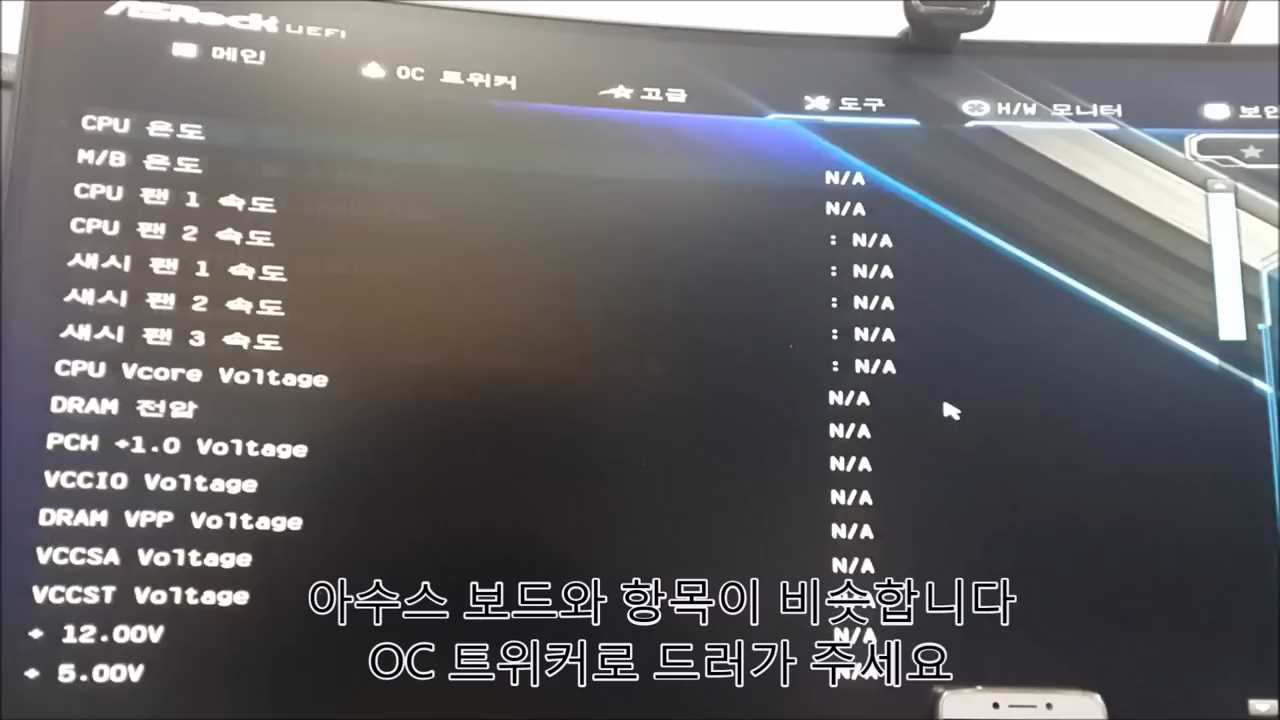 ASRock UEFI
메인
OC 트위커
고급
도구
H/W 모니터
CPU 온도 N/A
M/B 온도 N/A
CPU 팬 1 속도 : N/A
CPU 팬 2 속도 : N/A
섀시 팬 1 속도 : N/A
섀시 팬 2 속도 : N/A
섀시 팬 3 속도 : N/A
CPU Vcore Voltage N/A
DRAM 전압 N/A
PCH +1.0 Voltage N/A
VCCIO Voltage N/A
DRAM VPP Voltage N/A
VCCSA Voltage N/A
VCCST Voltage N/A
+ 12.00V N/A
+ 5.00V N/A
아수스 보드와 항목이 비슷합니다
OC 트위커로 드러가 주세요